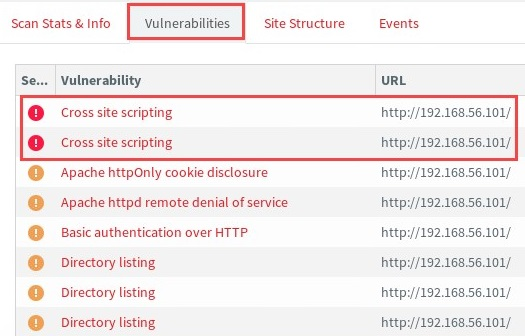 Scan Stats & Info Vulnerabilities Site Structure Events
Se... Vulnerability URL
! Cross site scripting http://192.168.56.101/
! Cross site scripting http://192.168.56.101/
! Apache httpOnly cookie disclosure http://192.168.56.101/
! Apache httpd remote denial of service http://192.168.56.101/
! Basic authentication over HTTP http://192.168.56.101/
! Directory listing http://192.168.56.101/
! Directory listing http://192.168.56.101/
! Directory listing http://192.168.56.101/